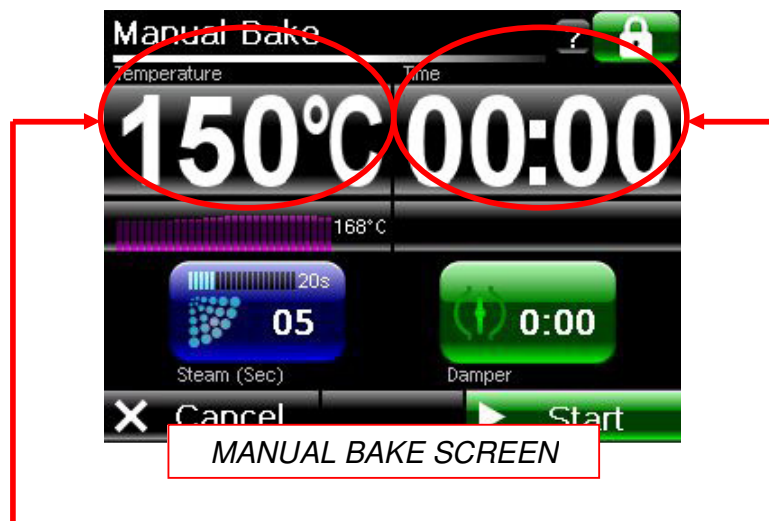 Manual Bake ?
Temperature Time
150°C 00:00
168°C
20s
05 0:00
Steam (Sec) Damper
Cancel Start
MANUAL BAKE SCREEN